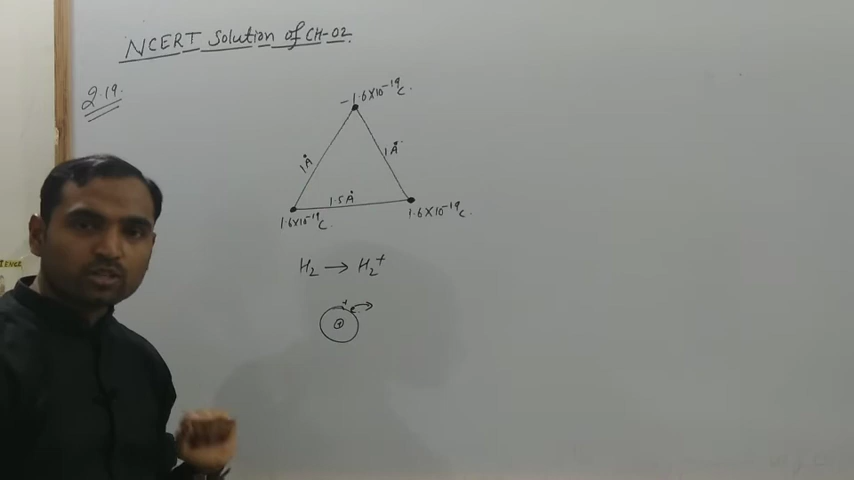 NCERT Solution of CH-02
2.19.
-1.6×10⁻¹⁹C.
1Å
1Å
1.5Å
1.6×10⁻¹⁹C.
1.6×10⁻¹⁹C.
H₂ → H₂⁺
+